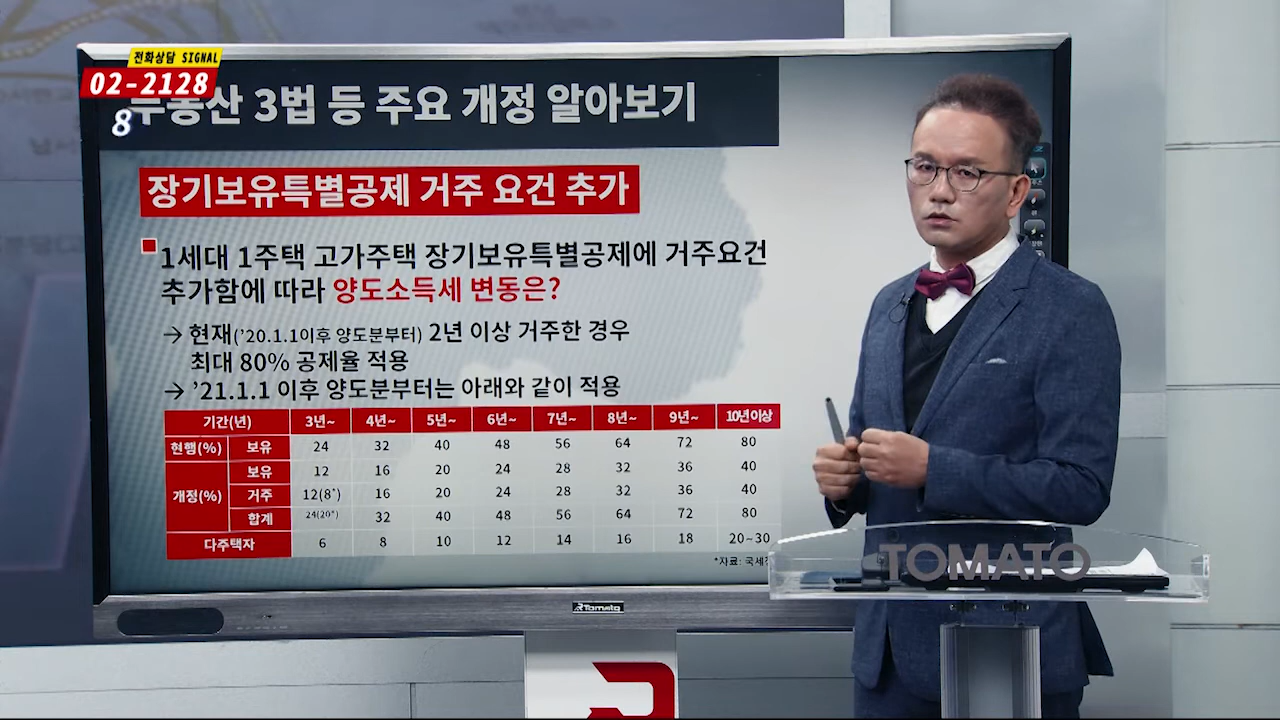 전화상담 SIGNAL
02-2128
8
부동산 3법 등 주요 개정 알아보기
장기보유특별공제 거주 요건 추가
1세대 1주택 고가주택 장기보유특별공제에 거주요건
추가함에 따라 양도소득세 변동은?
→ 현재('20.1.1이후 양도분부터) 2년 이상 거주한 경우
최대 80% 공제율 적용
→ '21.1.1 이후 양도분부터는 아래와 같이 적용
기간(년) 3년~ 4년~ 5년~ 6년~ 7년~ 8년~ 9년~ 10년이상
현행(%) 보유 24 32 40 48 56 64 72 80
개정(%) 보유 12 16 20 24 28 32 36 40
거주 12(8*) 16 20 24 28 32 36 40
합계 24(20*) 32 40 48 56 64 72 80
다주택자 6 8 10 12 14 16 18 20~30
*자료: 국세청
Tomato
TOMATO